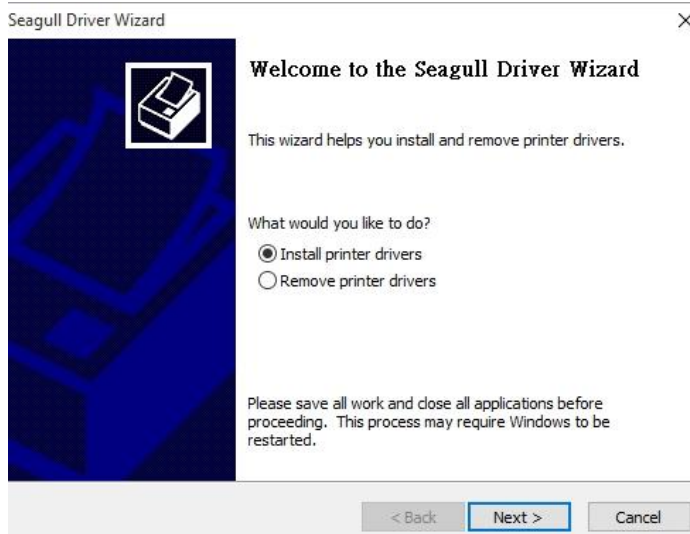 Seagull Driver Wizard
Welcome to the Seagull Driver Wizard
This wizard helps you install and remove printer drivers.
What would you like to do?
Install printer drivers
Remove printer drivers
Please save all work and close all applications before
proceeding. This process may require Windows to be
restarted.
< Back Next > Cancel